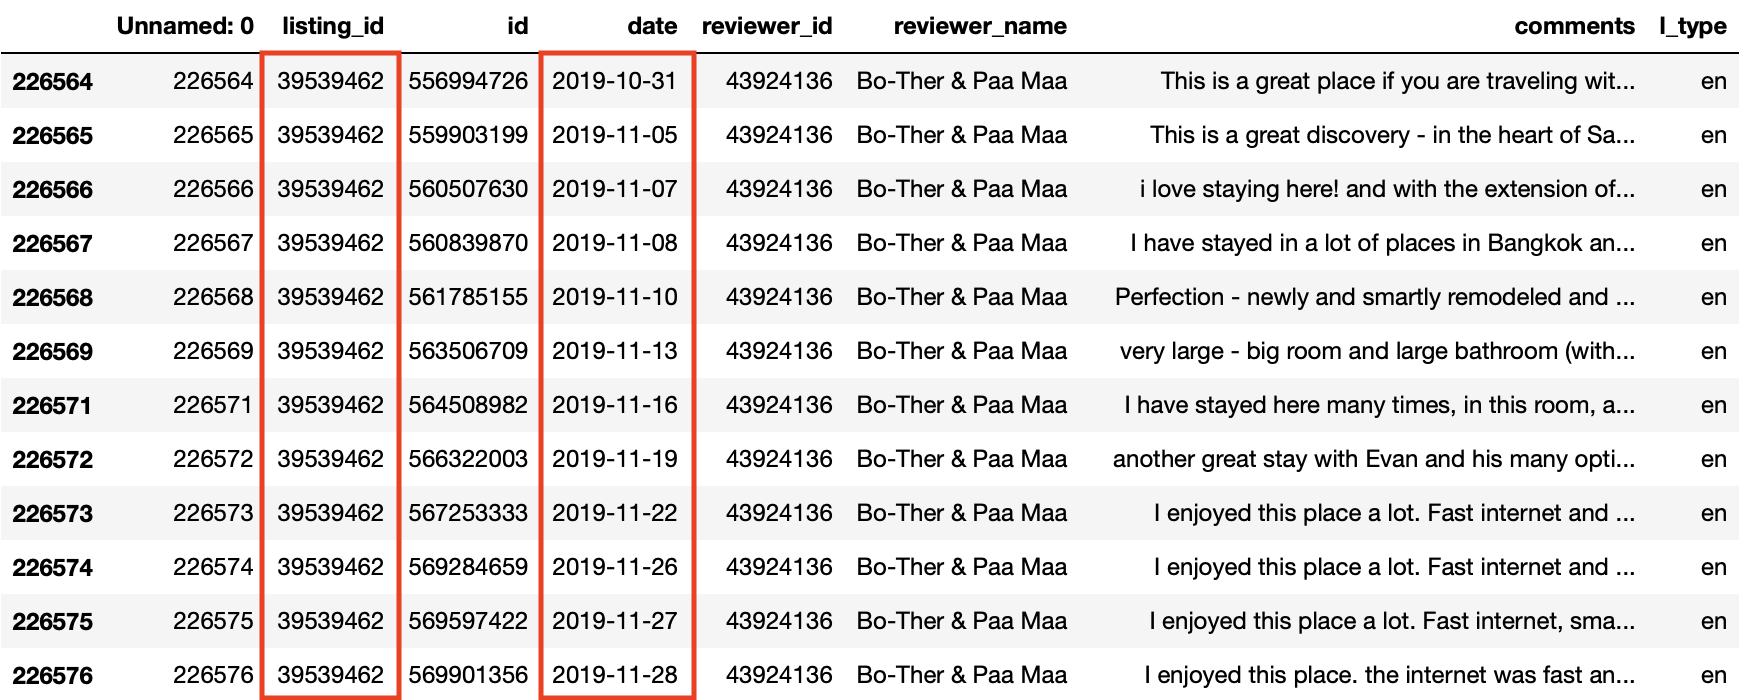 Unnamed: 0 listing_id id date reviewer_id reviewer_name comments l_type
226564 226564 39539462 556994726 2019-10-31 43924136 Bo-Ther & Paa Maa This is a great place if you are traveling wit... en
226565 226565 39539462 559903199 2019-11-05 43924136 Bo-Ther & Paa Maa This is a great discovery - in the heart of Sa... en
226566 226566 39539462 560507630 2019-11-07 43924136 Bo-Ther & Paa Maa i love staying here! and with the extension of... en
226567 226567 39539462 560839870 2019-11-08 43924136 Bo-Ther & Paa Maa I have stayed in a lot of places in Bangkok an... en
226568 226568 39539462 561785155 2019-11-10 43924136 Bo-Ther & Paa Maa Perfection - newly and smartly remodeled and ... en
226569 226569 39539462 563506709 2019-11-13 43924136 Bo-Ther & Paa Maa very large - big room and large bathroom (with... en
226571 226571 39539462 564508982 2019-11-16 43924136 Bo-Ther & Paa Maa I have stayed here many times, in this room, a... en
226572 226572 39539462 566322003 2019-11-19 43924136 Bo-Ther & Paa Maa another great stay with Evan and his many opti... en
226573 226573 39539462 567253333 2019-11-22 43924136 Bo-Ther & Paa Maa I enjoyed this place a lot. Fast internet and ... en
226574 226574 39539462 569284659 2019-11-26 43924136 Bo-Ther & Paa Maa I enjoyed this place a lot. Fast internet and ... en
226575 226575 39539462 569597422 2019-11-27 43924136 Bo-Ther & Paa Maa I enjoyed this place a lot. Fast internet, sma... en
226576 226576 39539462 569901356 2019-11-28 43924136 Bo-Ther & Paa Maa I enjoyed this place. the internet was fast an... en